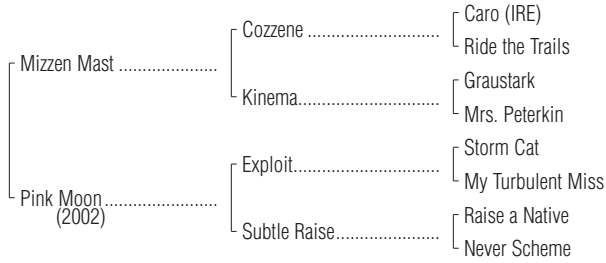 Caro (IRE)
Cozzene ....................
Ride the Trails
Mizzen Mast ....................
Graustark
Kinema............................
Mrs. Peterkin
Storm Cat
Exploit.............................
My Turbulent Miss
Pink Moon .......................
(2002)
Raise a Native
Subtle Raise.....................
Never Scheme